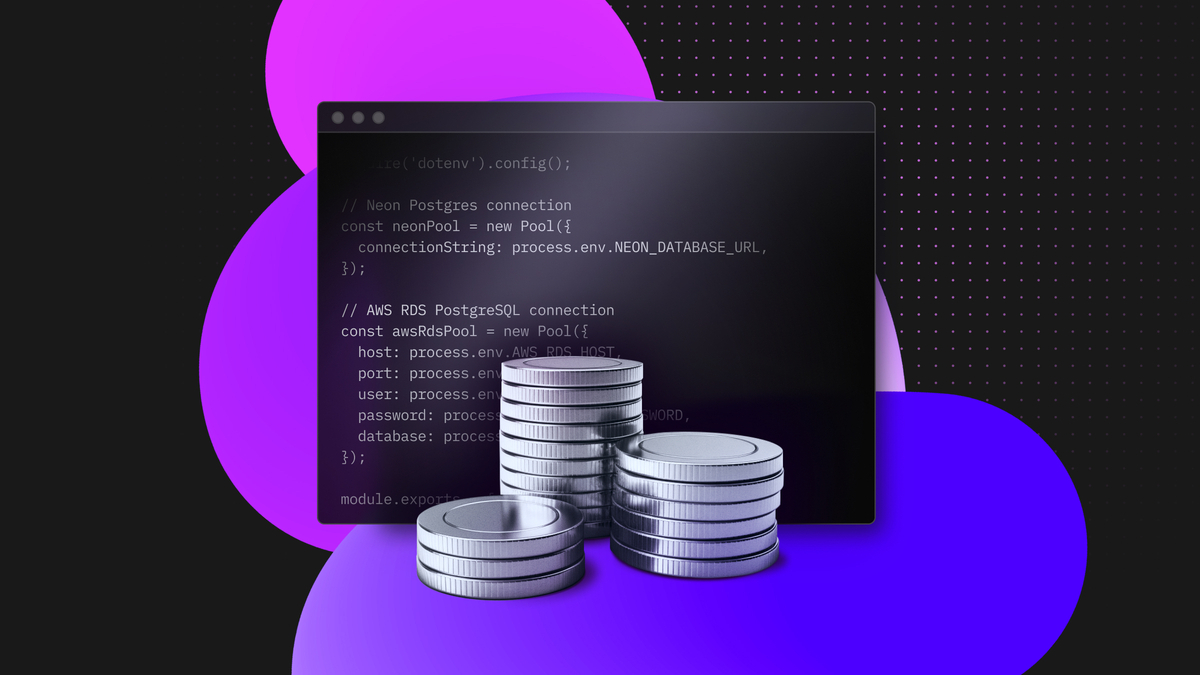 re('dotenv').config();
// Neon Postgres connection
const neonPool = new Pool({
connectionString: process.env.NEON_DATABASE_URL,
});
// AWS RDS PostgreSQL connection
const awsRdsPool = new Pool({
host: process.env.AWS_RDS_HOST,
port: process.env
user: process.env
password: process SWORD,
database: process
});
module.exports